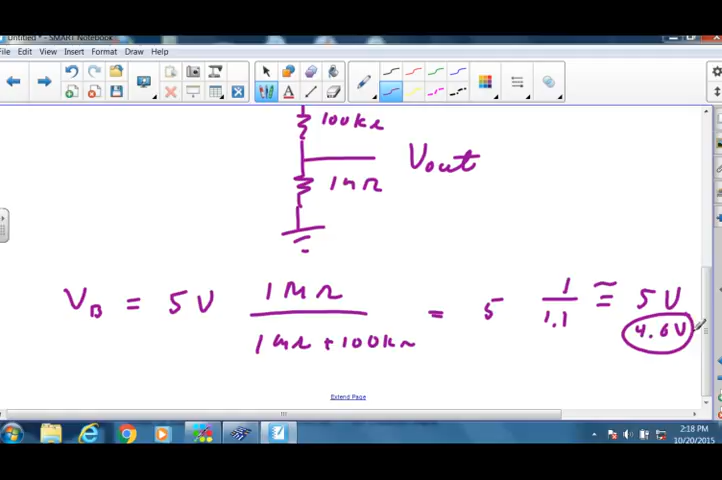 Untitled * - SMART Notebook
File Edit View Insert Format Draw Help
100kΩ
Vout
1MΩ
V_B = 5V 1MΩ / 1MΩ + 100kΩ = 5 1 / 1.1 ≅ 5V
4.6V
Extend Page
2:18 PM
10/20/2015